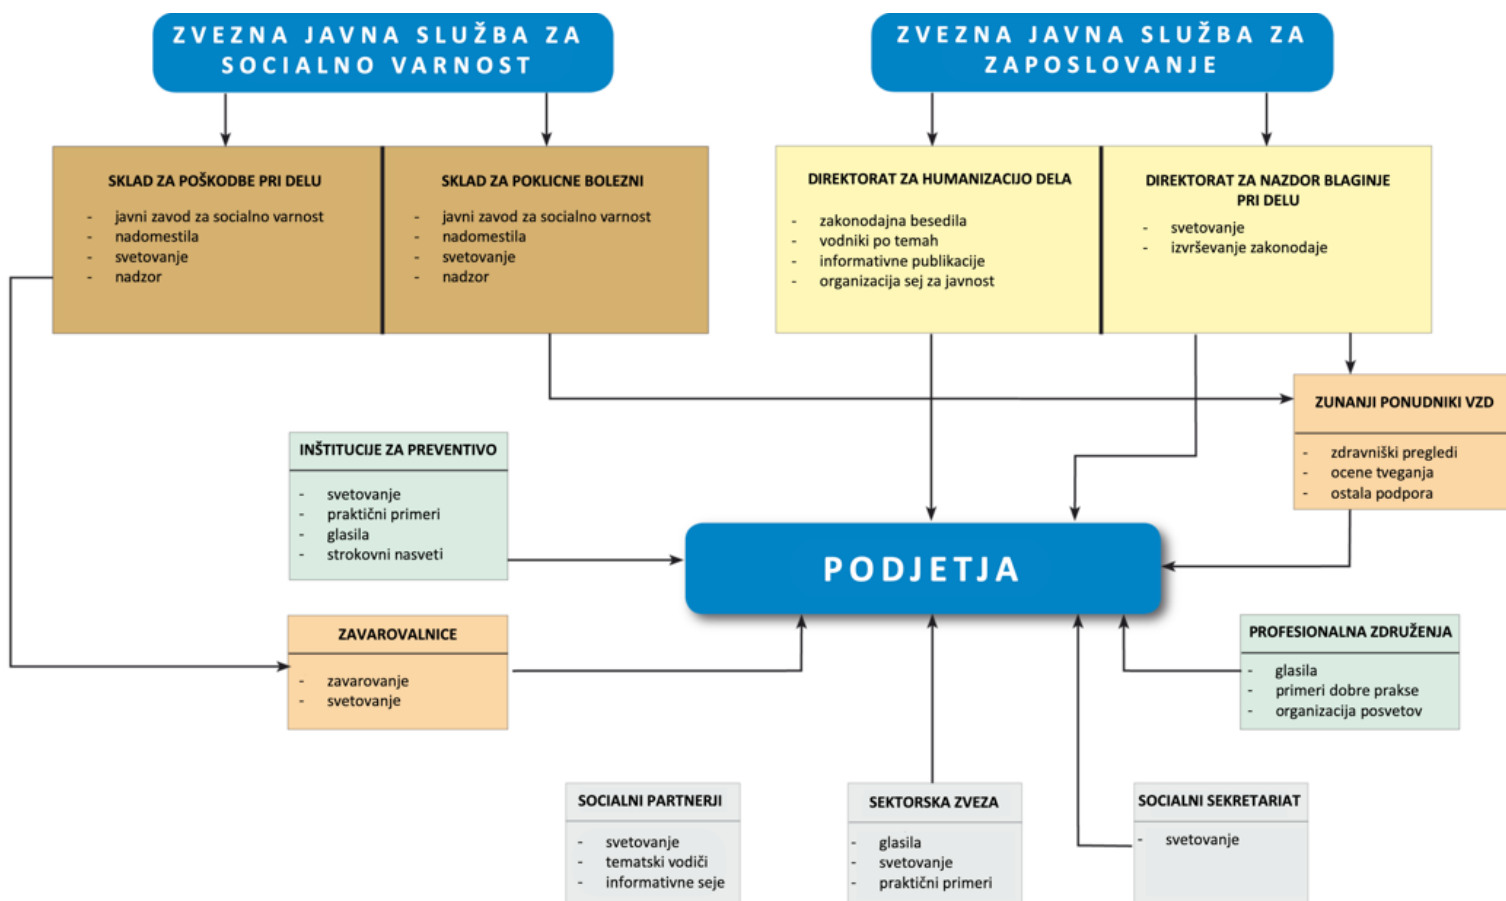 ZVEZNA JAVNA SLUŽBA ZA
SOCIALNO VARNOST
ZVEZNA JAVNA SLUŽBA ZA
ZAPOSLOVANJE
SKLAD ZA POŠKODBE PRI DELU
- javni zavod za socialno varnost
- nadomestila
- svetovanje
- nadzor
SKLAD ZA POKLICNE BOLEZNI
- javni zavod za socialno varnost
- nadomestila
- svetovanje
- nadzor
DIREKTORAT ZA HUMANIZACIJO DELA
- zakonodajna besedila
- vodniki po temah
- informativne publikacije
- organizacija sej za javnost
DIREKTORAT ZA NAZDOR BLAGINJE
PRI DELU
- svetovanje
- izvrševanje zakonodaje
ZUNANJI PONUDNIKI VZD
- zdravniški pregledi
- ocene tveganja
- ostala podpora
INŠTITUCIJE ZA PREVENTIVO
- svetovanje
- praktični primeri
- glasila
- strokovni nasveti
PODJETJA
ZAVAROVALNICE
- zavarovanje
- svetovanje
PROFESIONALNA ZDRUŽENJA
- glasila
- primeri dobre prakse
- organizacija posvetov
SOCIALNI PARTNERJI
- svetovanje
- tematski vodiči
- informativne seje
SEKTORSKA ZVEZA
- glasila
- svetovanje
- praktični primeri
SOCIALNI SEKRETARIAT
- svetovanje